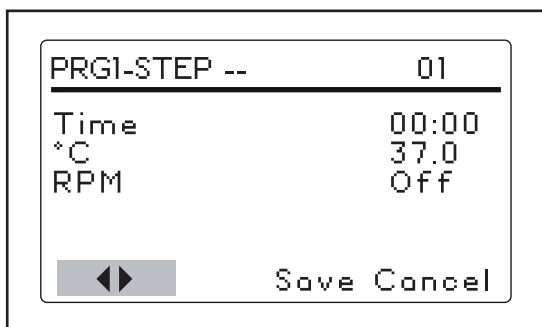 PRG1-STEP -- 01
Time 00:00
°C 37.0
RPM Off
Save Cancel